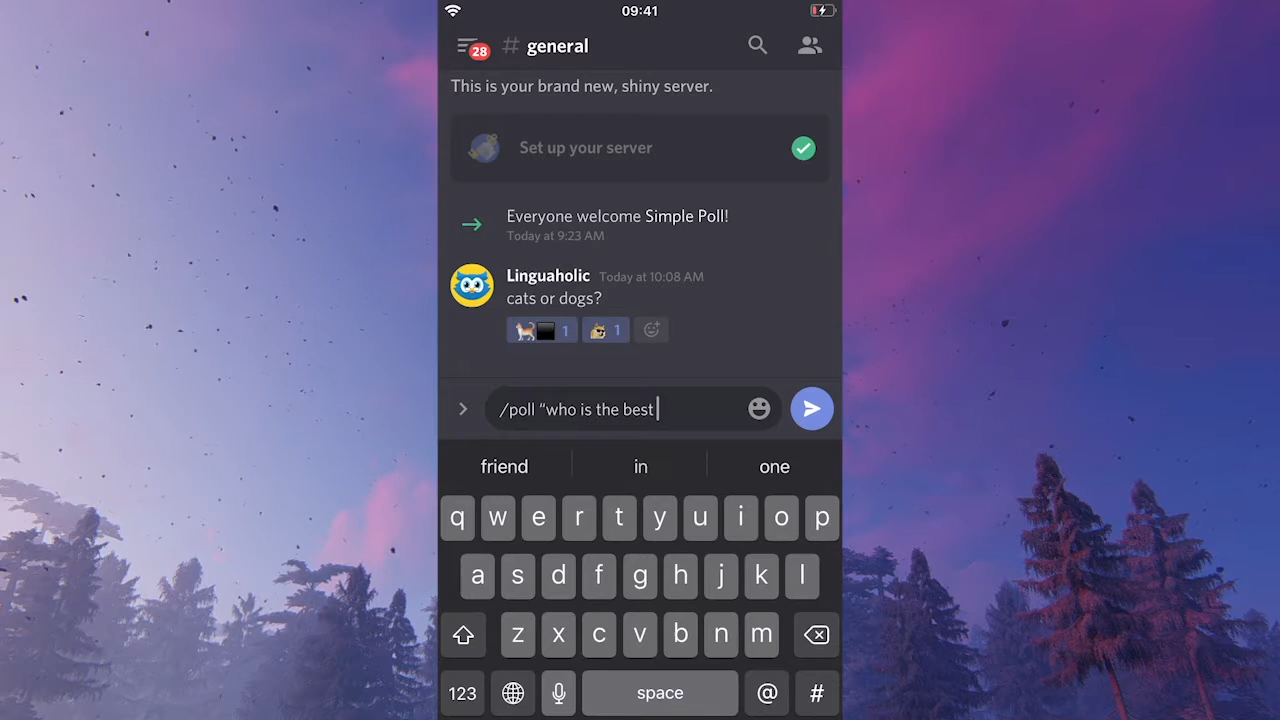 09:41
28 # general
This is your brand new, shiny server.
Set up your server
Everyone welcome Simple Poll!
Today at 9:23 AM
Linguaholic Today at 10:08 AM
cats or dogs?
1 1
/poll “who is the best
friend in one
q w e r t y u i o p
a s d f g h j k l
z x c v b n m
123 space @ #